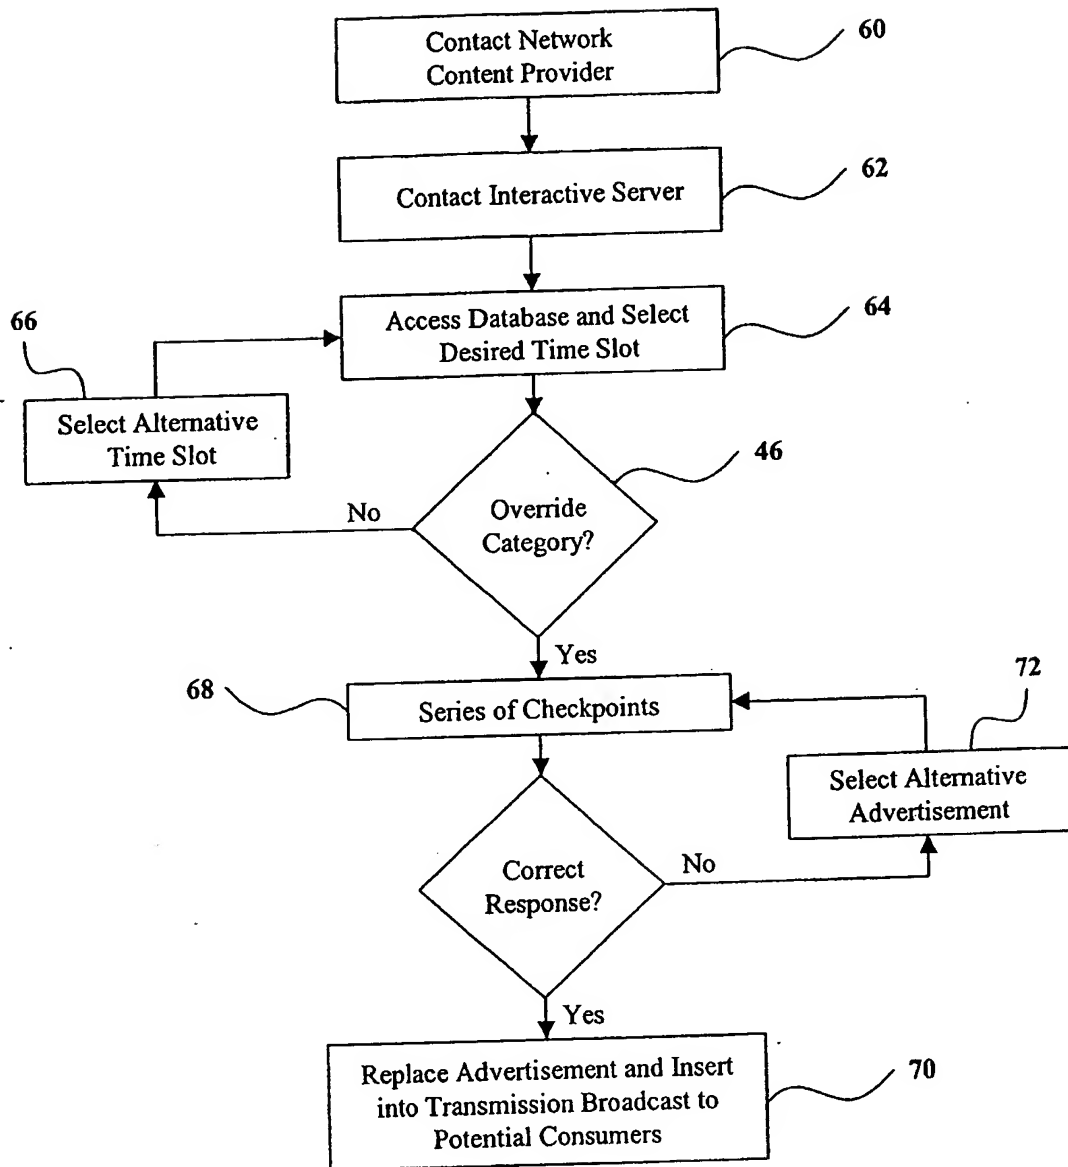 Contact Network
Content Provider
60
Contact Interactive Server
62
Access Database and Select
Desired Time Slot
64
66
Select Alternative
Time Slot
46
Override
Category?
No
Yes
68
Series of Checkpoints
72
Select Alternative
Advertisement
Correct
Response?
No
Yes
Replace Advertisement and Insert
into Transmission Broadcast to
Potential Consumers
70